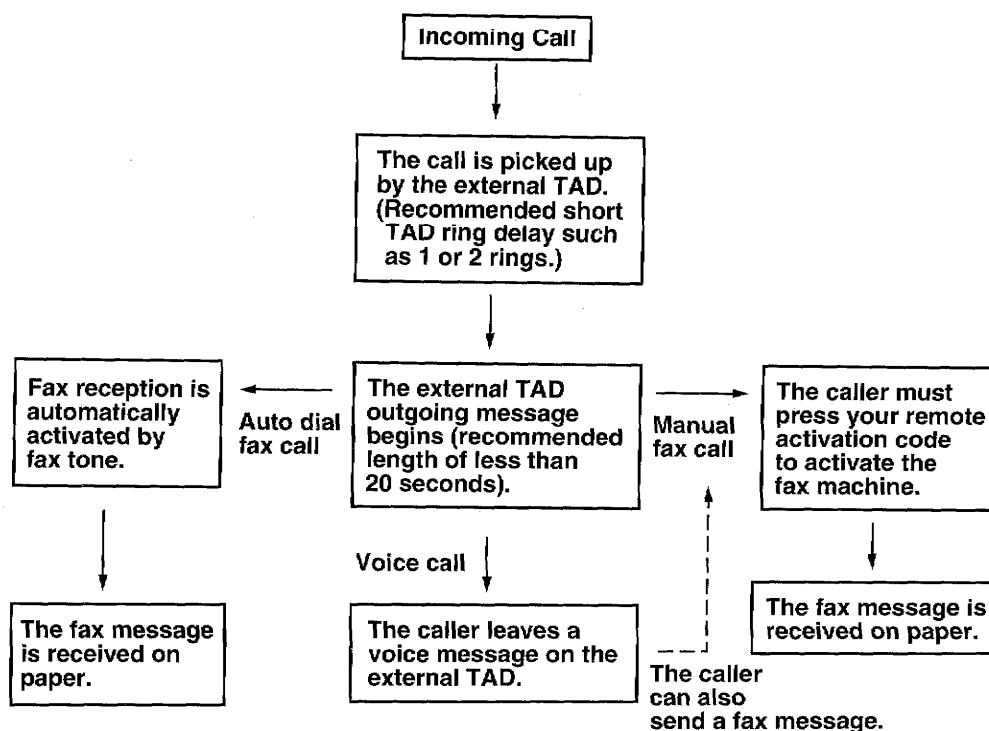 Incoming Call
The call is picked up
by the external TAD.
(Recommended short
TAD ring delay such
as 1 or 2 rings.)
Fax reception is
automatically
activated by
fax tone.
Auto dial
fax call
The external TAD
outgoing message
begins (recommended
length of less than
20 seconds).
Manual
fax call
The caller must
press your remote
activation code
to activate the
fax machine.
Voice call
The fax message
is received on
paper.
The caller leaves a
voice message on the
external TAD.
The caller
can also
send a fax message.
The fax message is
received on paper.